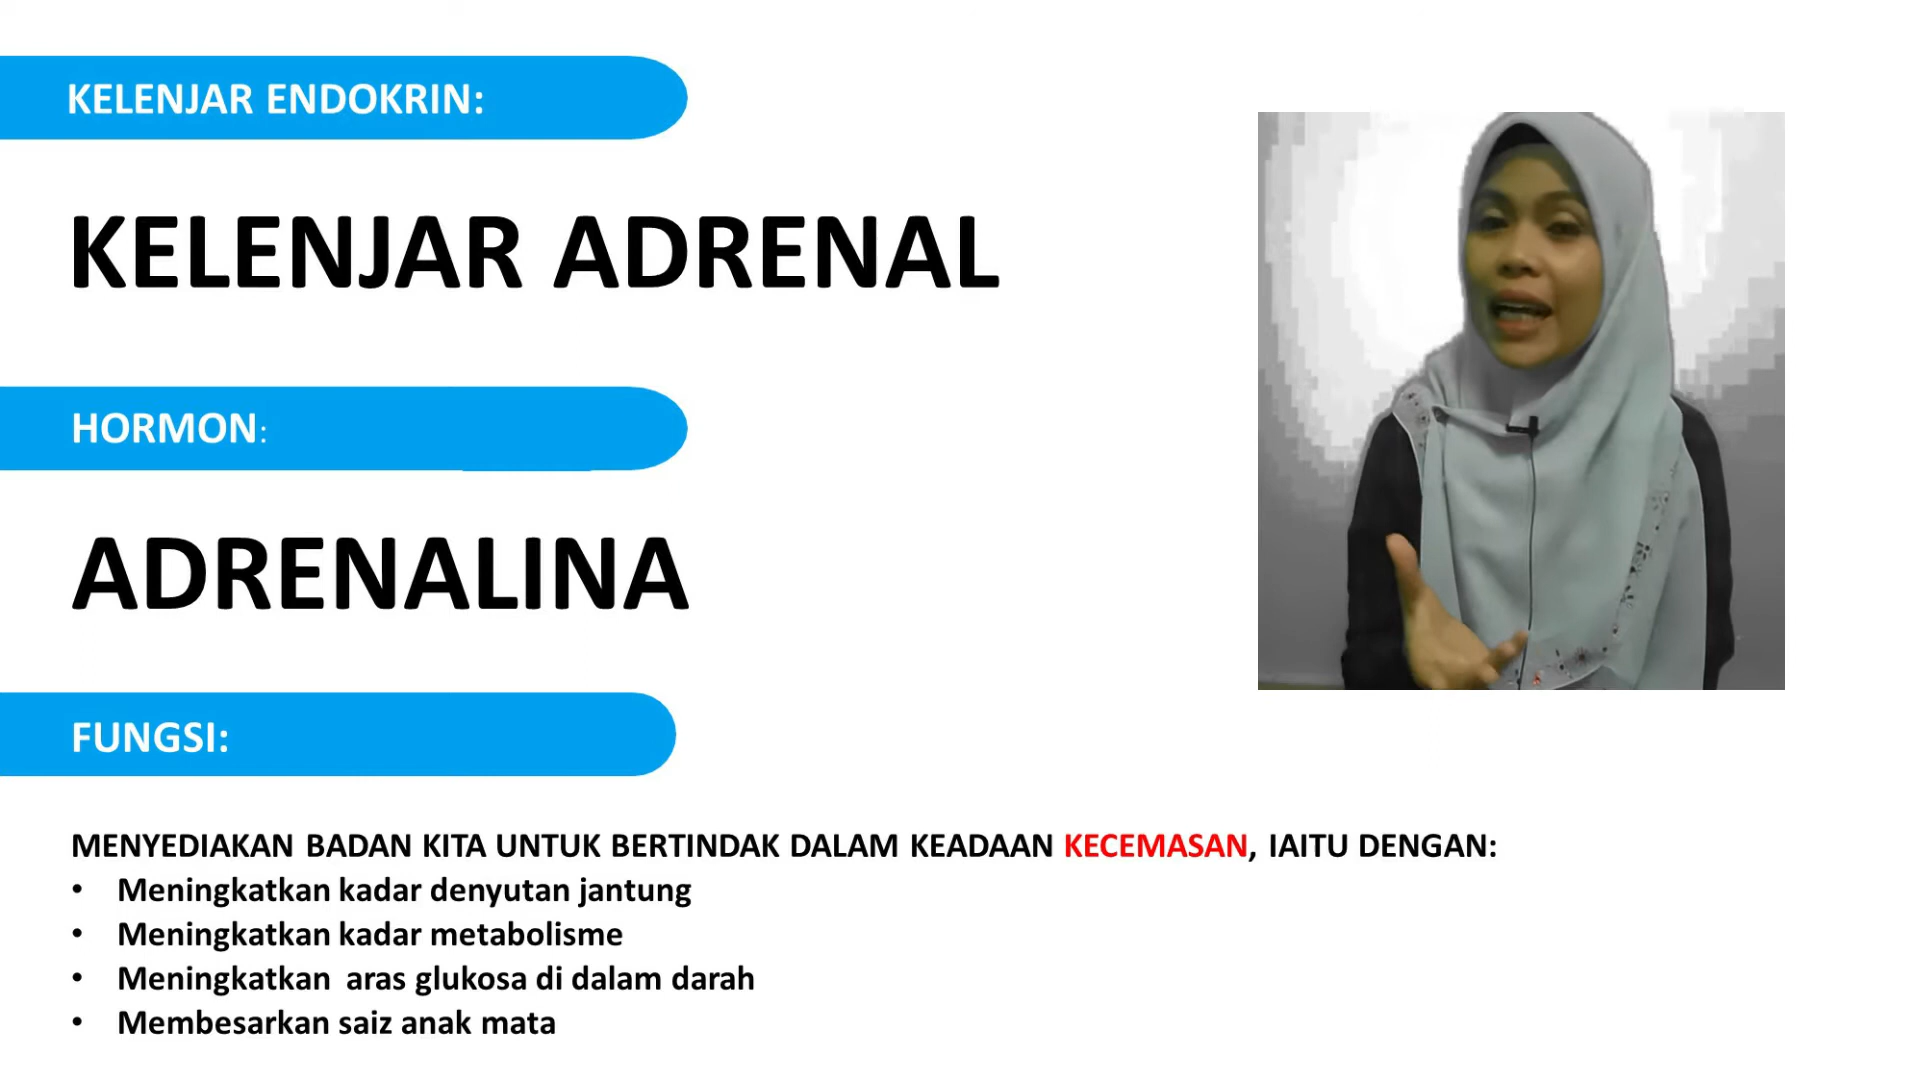 KELENJAR ENDOKRIN:
KELENJAR ADRENAL
HORMON:
ADRENALINA
FUNGSI:
MENYEDIAKAN BADAN KITA UNTUK BERTINDAK DALAM KEADAAN KECEMASAN, IAITU DENGAN:
• Meningkatkan kadar denyutan jantung
• Meningkatkan kadar metabolisme
• Meningkatkan aras glukosa di dalam darah
• Membesarkan saiz anak mata